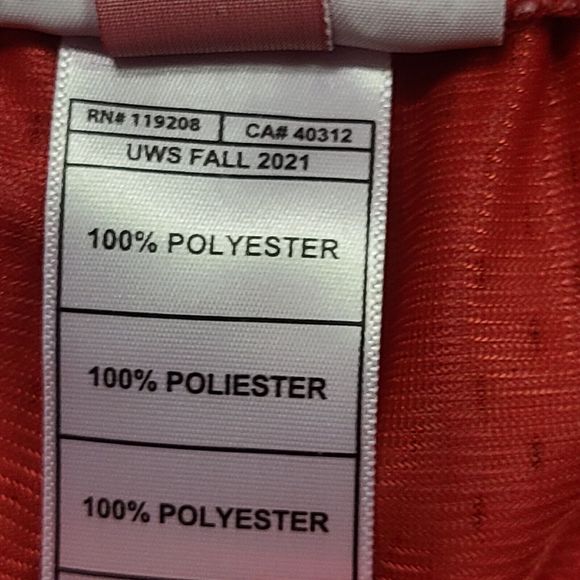 RN# 119208 CA# 40312
UWS FALL 2021
100% POLYESTER
100% POLIESTER
100% POLYESTER